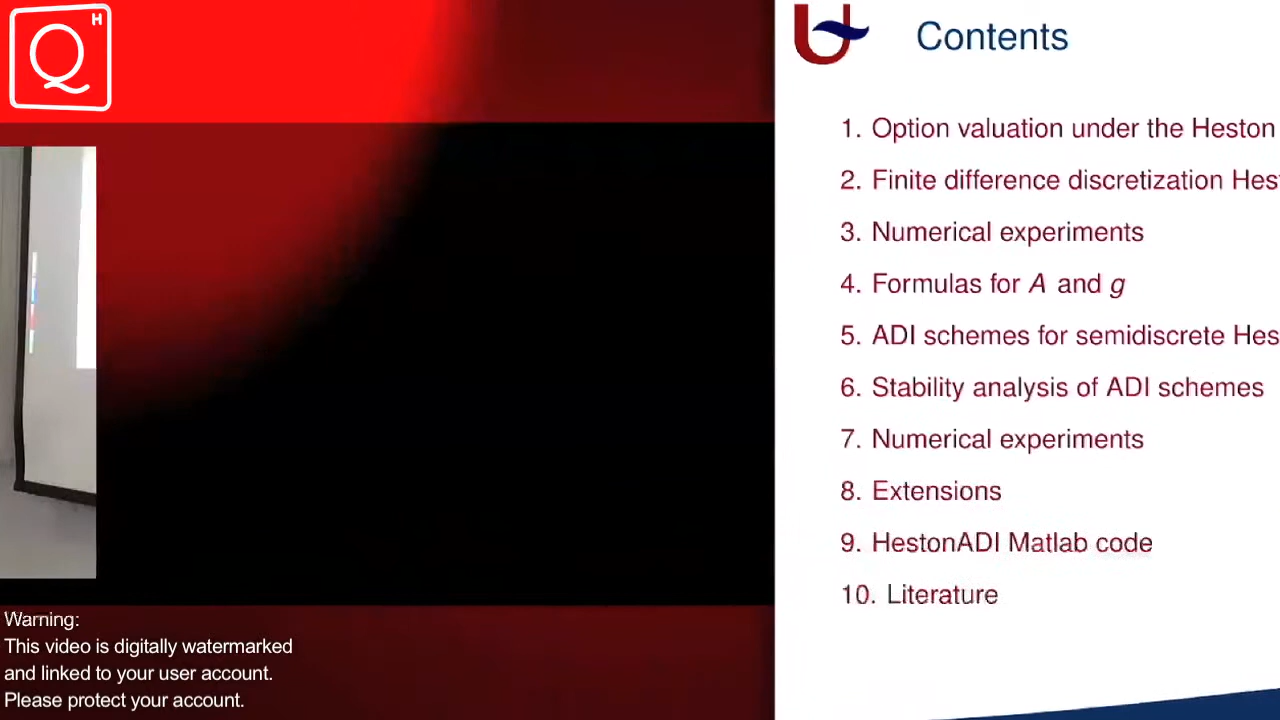 Q H
Contents
1. Option valuation under the Heston
2. Finite difference discretization Hes
3. Numerical experiments
4. Formulas for A and g
5. ADI schemes for semidiscrete Hes
6. Stability analysis of ADI schemes
7. Numerical experiments
8. Extensions
9. HestonADI Matlab code
10. Literature
Warning:
This video is digitally watermarked
and linked to your user account.
Please protect your account.